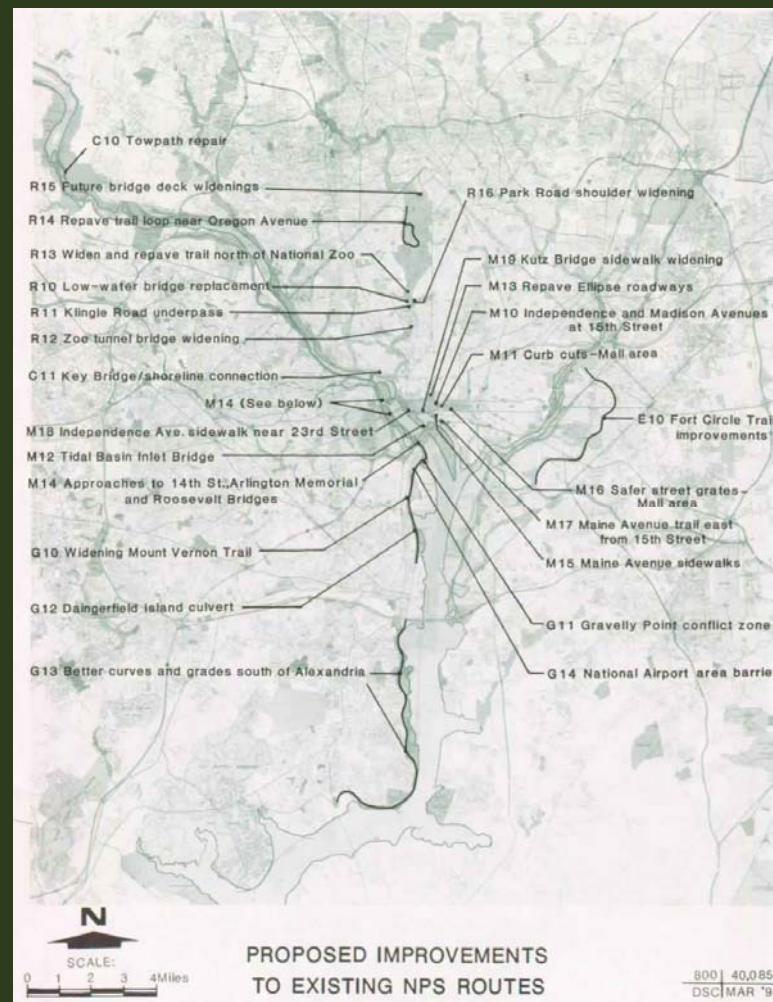 C10 Towpath repair
R15 Future bridge deck widenings
R16 Park Road shoulder widening
R14 Repave trail loop near Oregon Avenue
R13 Widen and repave trail north of National Zoo
M19 Kutz Bridge sidewalk widening
R10 Low-water bridge replacement
M13 Repave Ellipse roadways
R11 Klingle Road underpass
M10 Independence and Madison Avenues
at 15th Street
R12 Zoo tunnel bridge widening
M11 Curb cuts-Mall area
C11 Key Bridge/shoreline connection
M14 (See below)
E10 Fort Circle Trail
improvements
M18 Independence Ave. sidewalk near 23rd Street
M12 Tidal Basin Inlet Bridge
M14 Approaches to 14th St., Arlington Memorial
and Roosevelt Bridges
M16 Safer street grates-
Mall area
M17 Maine Avenue trail east
from 15th Street
G10 Widening Mount Vernon Trail
M15 Maine Avenue sidewalks
G12 Daingerfield Island culvert
G11 Gravelly Point conflict zone
G13 Better curves and grades south of Alexandria
G14 National Airport area barrie
N
SCALE:
0 1 2 3 4Miles
PROPOSED IMPROVEMENTS
TO EXISTING NPS ROUTES
800 40,085
DSC MAR '9